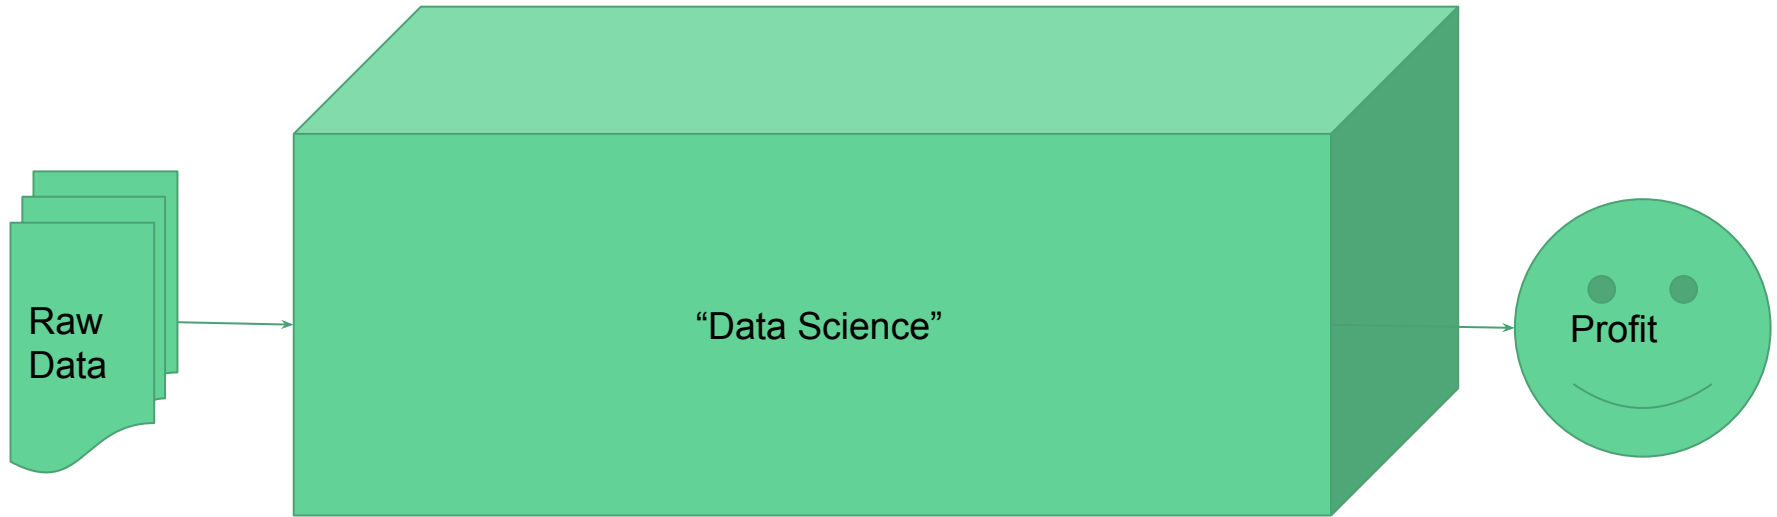 Raw
Data
“Data Science”
Profit